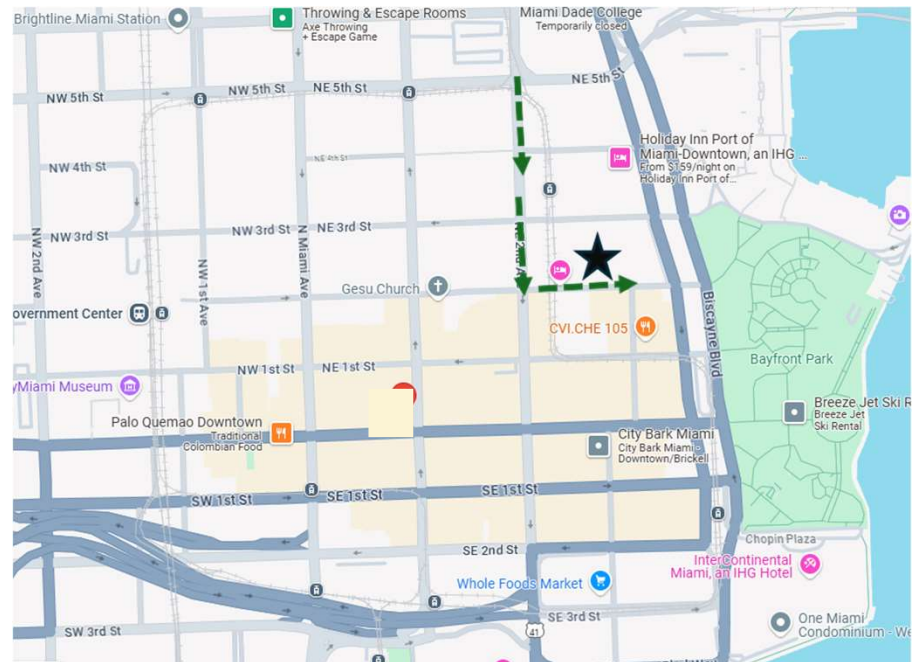 Brightline Miami Station
Throwing & Escape Rooms
Axe Throwing
+ Escape Game
Miami Dade College
Temporarily closed
NW 5th St
NW 5th St
NE 5th St
NE 5th St
Holiday Inn Port of
Miami-Downtown, an IHG ...
From $159/night on
Holiday Inn Port of...
NW 4th St
NE 4th St
NW 3rd St
NW 3rd St
NE 3rd St
NW 2nd Ave
NW 1st Ave
N Miami Ave
NE 2nd Ave
Gesu Church
Biscayne Blvd
overnment Center
CVI.CHE 105
Bayfront Park
NW 1st St
NE 1st St
yMiami Museum
Breeze Jet Ski R
Breeze Jet
Ski Rental
Palo Quemao Downtown
Traditional
Colombian Food
City Bark Miami
City Bark Miami -
Downtown/Brickell
SW 1st St
SE 1st St
SE 1st St
Chopin Plaza
SE 2nd St
InterContinental
Miami, an IHG Hotel
Whole Foods Market
SE 3rd St
41
SW 3rd St
One Miami
Condominium - We